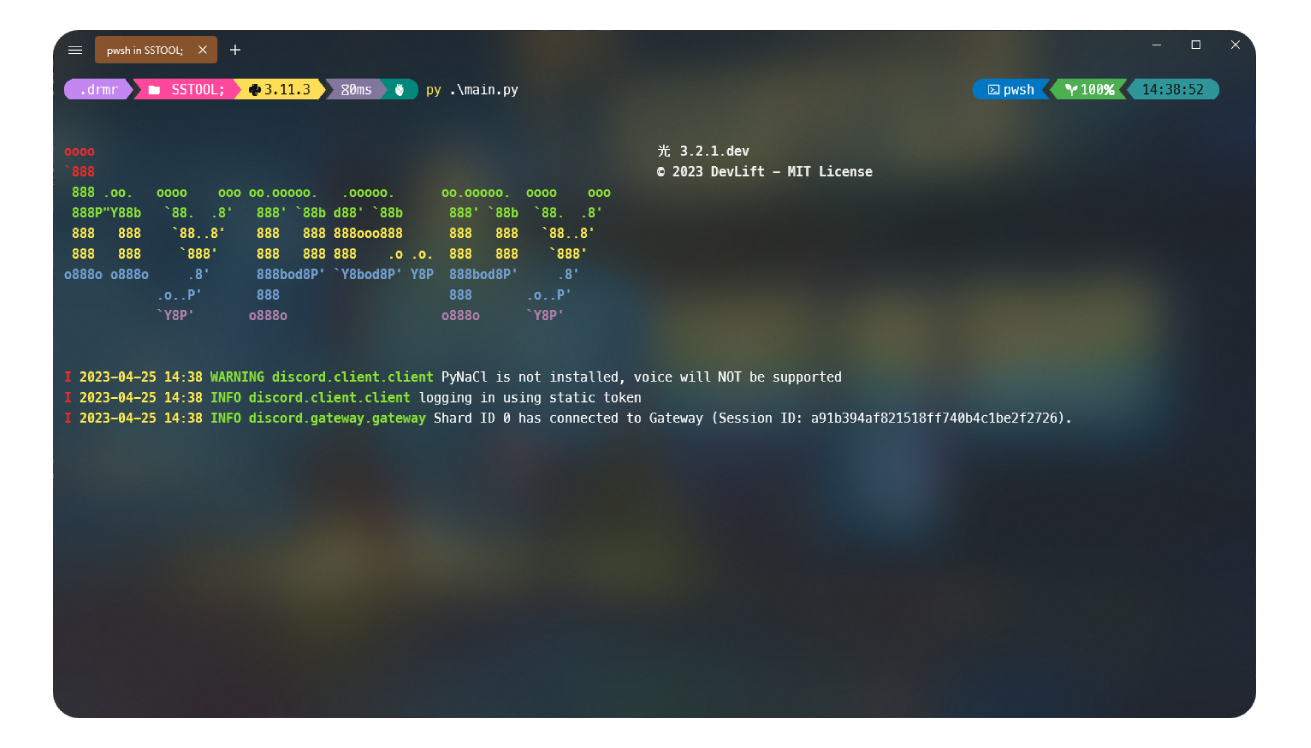 pwsh in SSTOOL;
.drmr SSTOOL; 3.11.3 0ms py .\main.py pwsh 100% 14:38:52
oooo 光 3.2.1.dev
`888 © 2023 DevLift – MIT License
888 .oo.  oooo    ooo oo.ooooo.   .ooooo.      oo.ooooo.  oooo    ooo
888P"Y88b  `88.  .8'   888' `88b d88' `88b      888' `88b  `88.  .8'
888   888    `88..8'    888   888 888ooo888      888   888   `88..8'
888   888     `888'     888   888 888    .o .o.  888   888    `888'
o888o o888o     .8'      888bod8P' `Y8bod8P' Y8P  888bod8P'     .8'
.o..P'       888                      888       .o..P'
`Y8P'       o888o                    o888o      `Y8P'
I 2023-04-25 14:38 WARNING discord.client.client PyNaCl is not installed, voice will NOT be supported
I 2023-04-25 14:38 INFO discord.client.client logging in using static token
I 2023-04-25 14:38 INFO discord.gateway.gateway Shard ID 0 has connected to Gateway (Session ID: a91b394af821518ff740b4c1be2f2726).